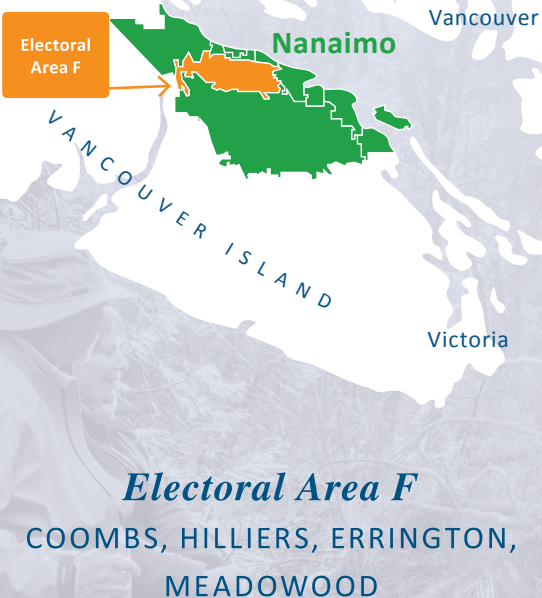 Vancouver
Electoral
Area F
Nanaimo
VANCOUVER ISLAND
Victoria
Electoral Area F
COOMBS, HILLIERS, ERRINGTON,
MEADOWOOD